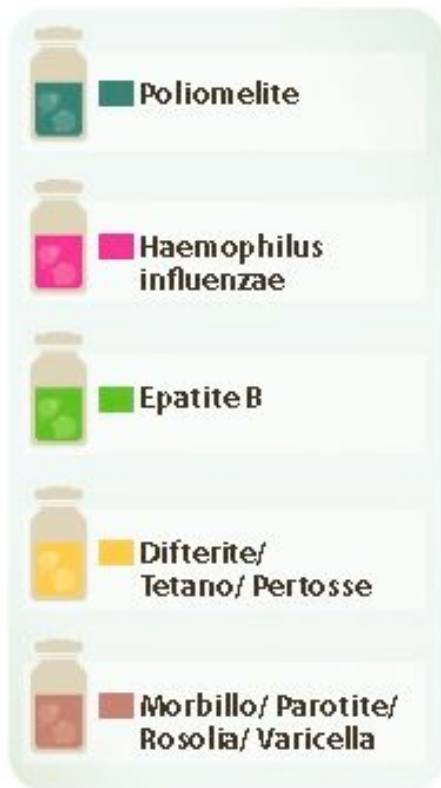 Poliomelite
Haemophilus
influenzae
Epatite B
Difterite/
Tetano/ Pertosse
Morbillo/ Parotite/
Rosolia/ Varicella